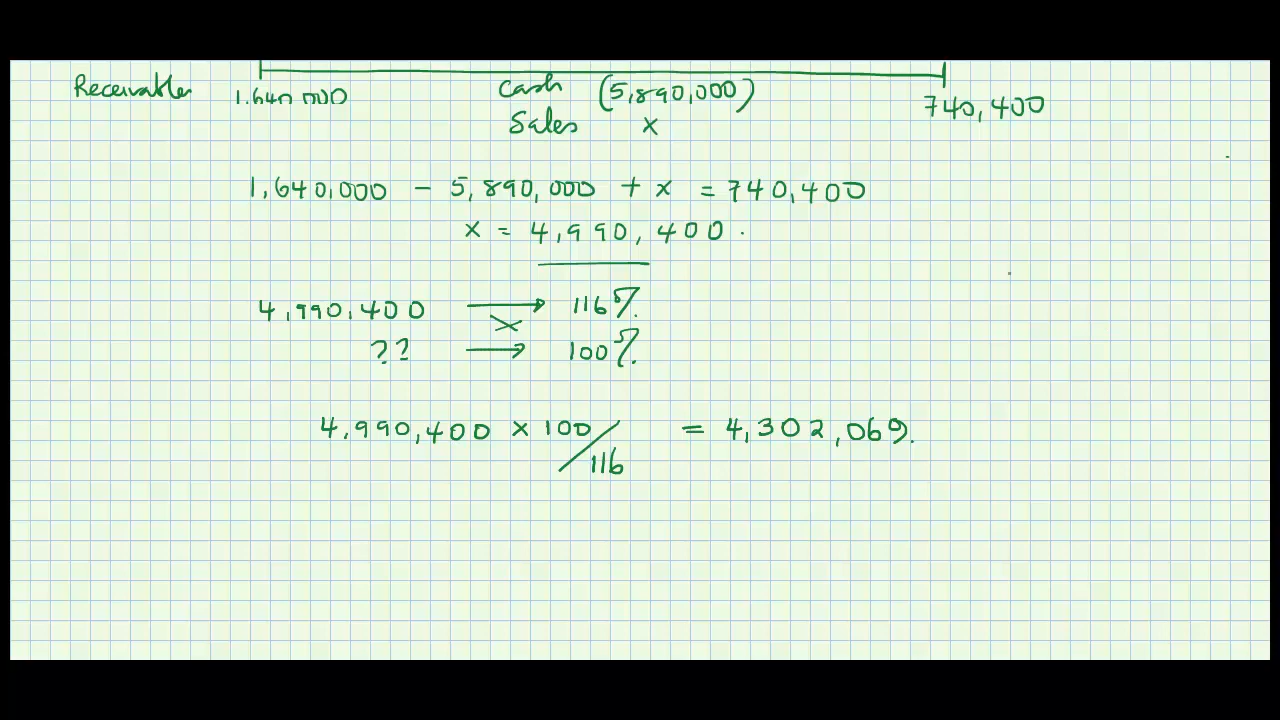 Receivables 1,640,000 Cash (5,890,000) 740,400
Sales x
1,640,000 - 5,890,000 + x = 740,400
x = 4,990,400.
4,990,400 → 116%
?? → 100%
4,990,400 x 100/116 = 4,302,069.